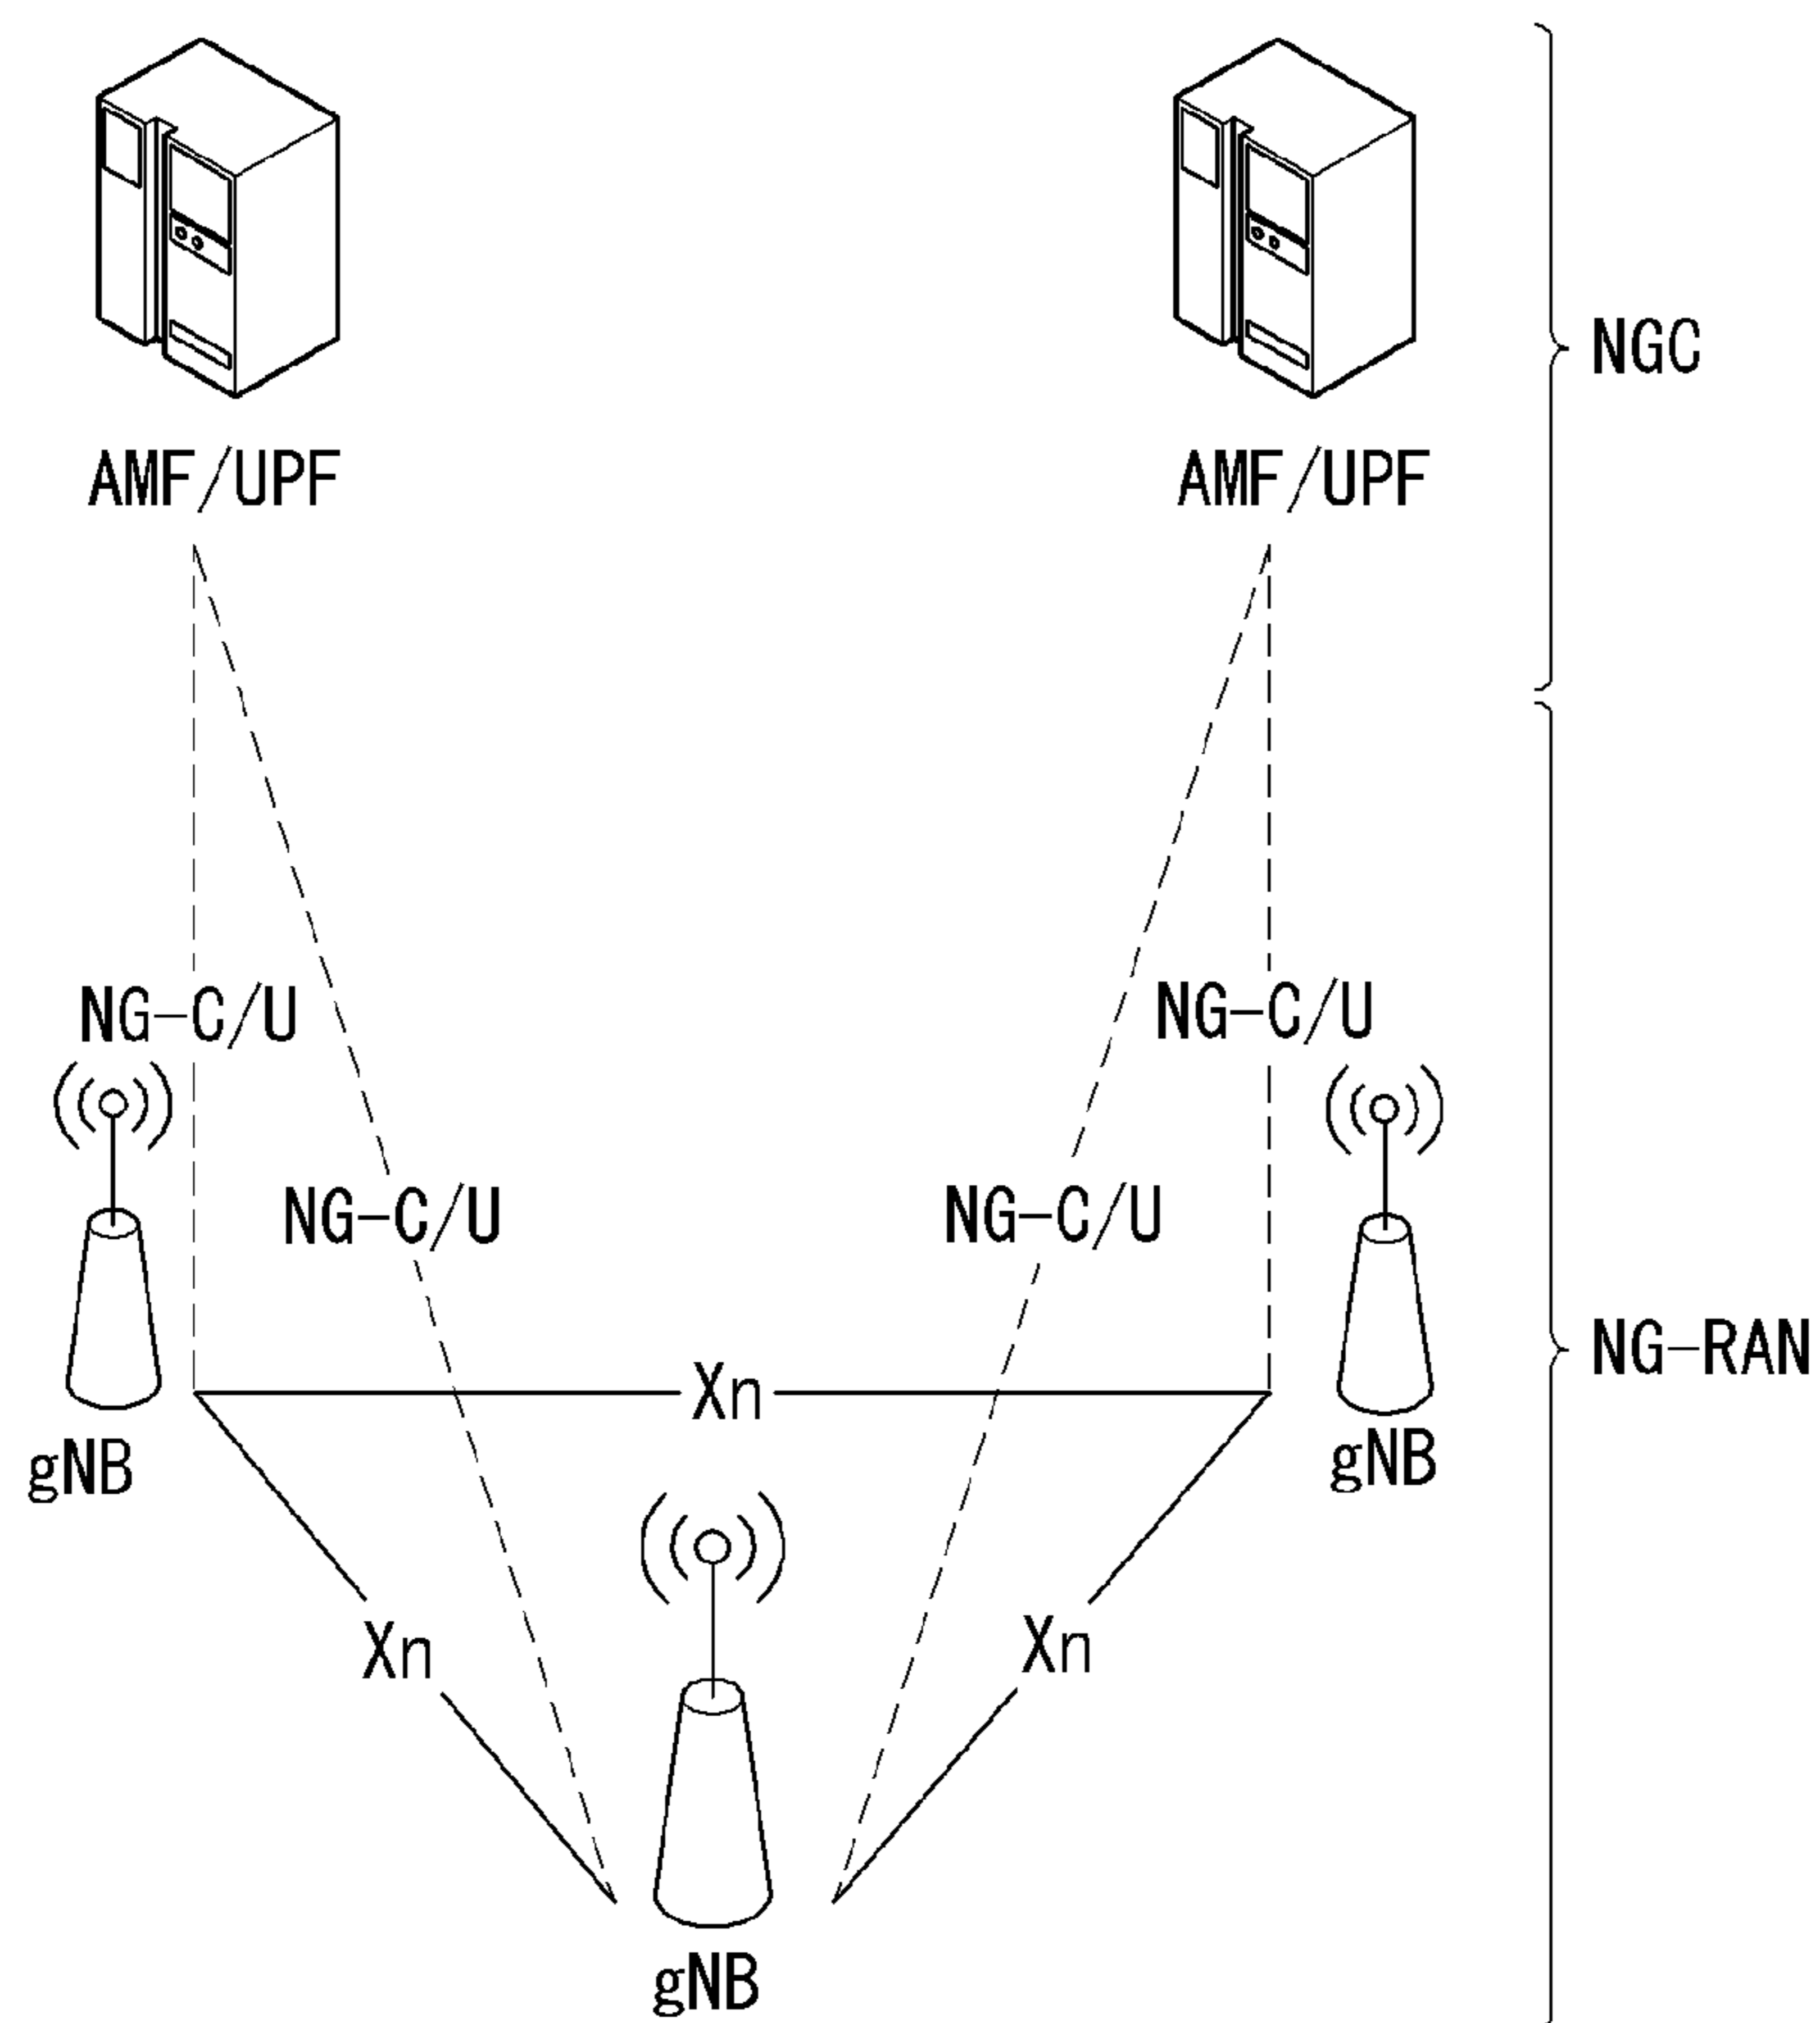 NGC
AMF/UPF
AMF/UPF
NG-C/U
NG-C/U
NG-C/U
NG-C/U
NG-RAN
Xn
gNB
gNB
Xn
Xn
gNB